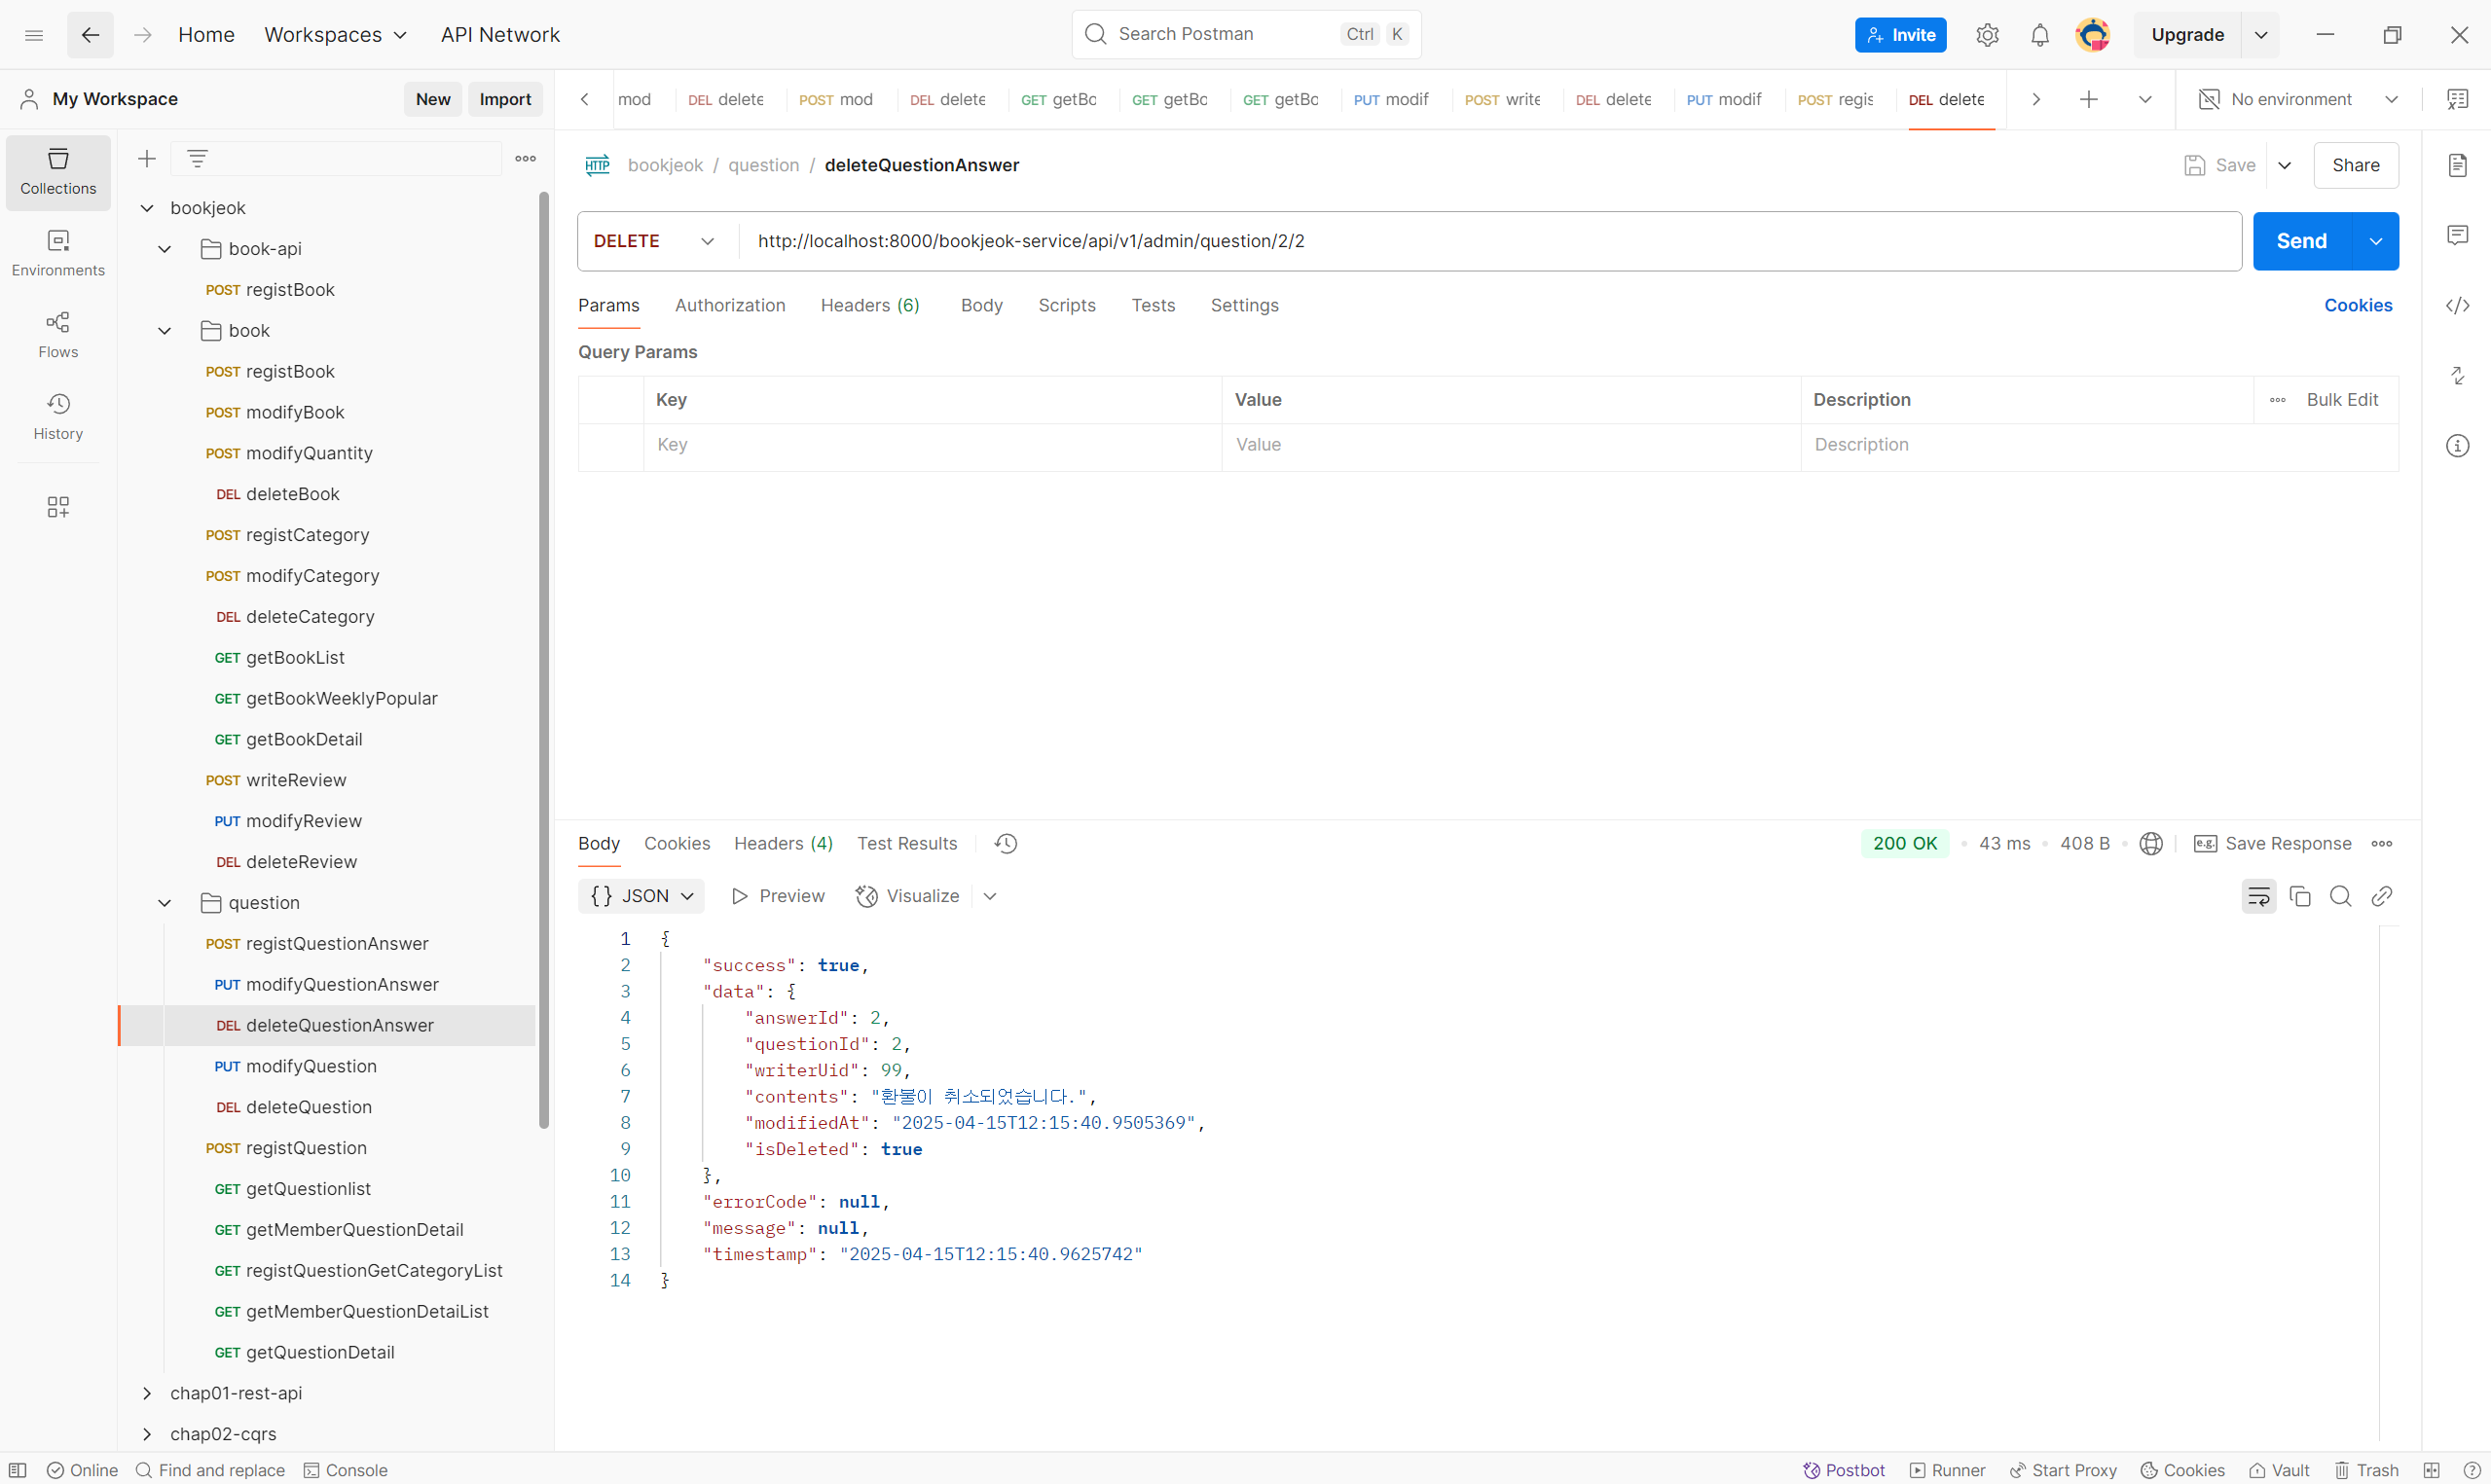 Home Workspaces API Network Search Postman Ctrl K Invite Upgrade
My Workspace New Import
mod DEL delete POST mod DEL delete GET getBo GET getBo GET getBo PUT modif POST write DEL delete PUT modif POST regis DEL delete No environment
Collections
Environments
Flows
History
bookjeok
book-api
POST registBook
book
POST registBook
POST modifyBook
POST modifyQuantity
DEL deleteBook
POST registCategory
POST modifyCategory
DEL deleteCategory
GET getBookList
GET getBookWeeklyPopular
GET getBookDetail
POST writeReview
PUT modifyReview
DEL deleteReview
question
POST registQuestionAnswer
PUT modifyQuestionAnswer
DEL deleteQuestionAnswer
PUT modifyQuestion
DEL deleteQuestion
POST registQuestion
GET getQuestionlist
GET getMemberQuestionDetail
GET registQuestionGetCategoryList
GET getMemberQuestionDetaiList
GET getQuestionDetail
chap01-rest-api
chap02-cqrs
HTTP bookjeok / question / deleteQuestionAnswer Save Share
DELETE http://localhost:8000/bookjeok-service/api/v1/admin/question/2/2 Send
Params Authorization Headers (6) Body Scripts Tests Settings Cookies
Query Params
Key Value Description Bulk Edit
Key Value Description
Body Cookies Headers (4) Test Results 200 OK 43 ms 408 B e.g. Save Response
{} JSON Preview Visualize
1 {
2 "success": true,
3 "data": {
4 "answerId": 2,
5 "questionId": 2,
6 "writerUid": 99,
7 "contents": "환불이 취소되었습니다.",
8 "modifiedAt": "2025-04-15T12:15:40.9505369",
9 "isDeleted": true
10 },
11 "errorCode": null,
12 "message": null,
13 "timestamp": "2025-04-15T12:15:40.9625742"
14 }
Online Find and replace Console Postbot Runner Start Proxy Cookies Vault Trash